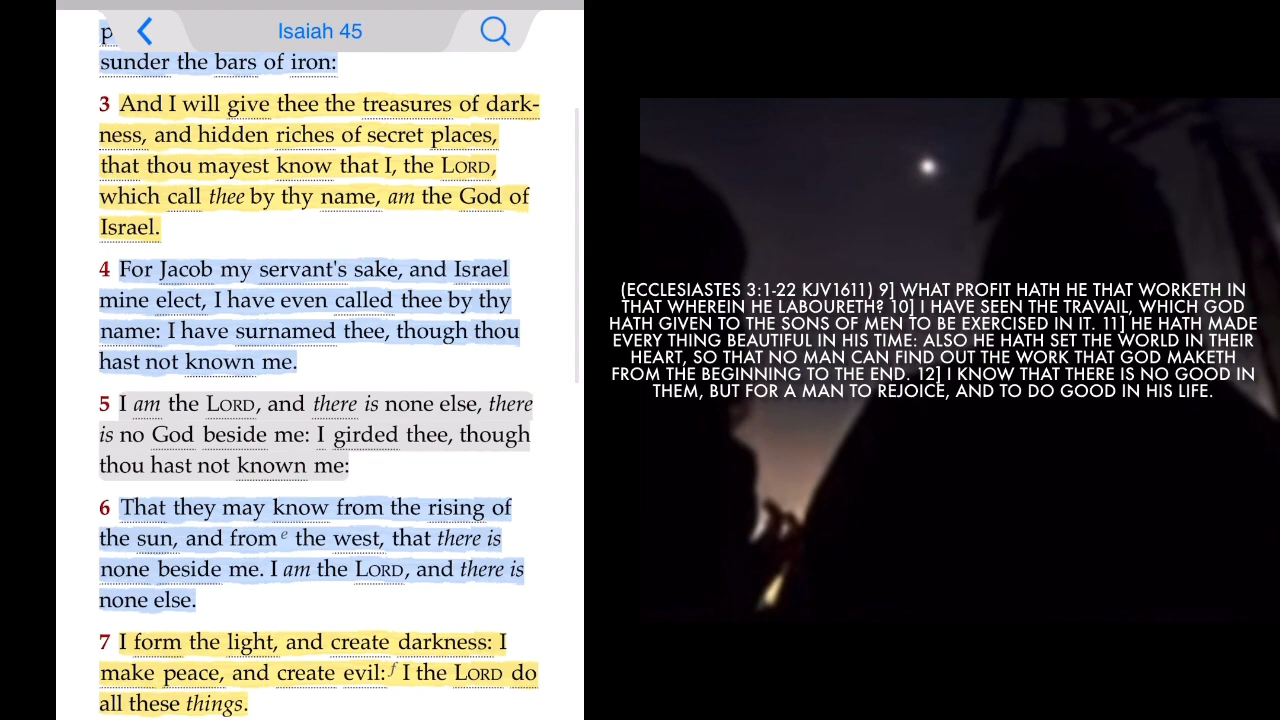 p
Isaiah 45
sunder the bars of iron:
3 And I will give thee the treasures of dark-
ness, and hidden riches of secret places,
that thou mayest know that I, the LORD,
which call thee by thy name, am the God of
Israel.
4 For Jacob my servant's sake, and Israel
mine elect, I have even called thee by thy
name: I have surnamed thee, though thou
hast not known me.
5 I am the LORD, and there is none else, there
is no God beside me: I girded thee, though
thou hast not known me:
6 That they may know from the rising of
the sun, and from e the west, that there is
none beside me. I am the LORD, and there is
none else.
7 I form the light, and create darkness: I
make peace, and create evil: f I the LORD do
all these things.
(ECCLESIASTES 3:1-22 KJV1611) 9] WHAT PROFIT HATH HE THAT WORKETH IN
THAT WHEREIN HE LABOURETH? 10] I HAVE SEEN THE TRAVAIL, WHICH GOD
HATH GIVEN TO THE SONS OF MEN TO BE EXERCISED IN IT. 11] HE HATH MADE
EVERY THING BEAUTIFUL IN HIS TIME: ALSO HE HATH SET THE WORLD IN THEIR
HEART, SO THAT NO MAN CAN FIND OUT THE WORK THAT GOD MAKETH
FROM THE BEGINNING TO THE END. 12] I KNOW THAT THERE IS NO GOOD IN
THEM, BUT FOR A MAN TO REJOICE, AND TO DO GOOD IN HIS LIFE.